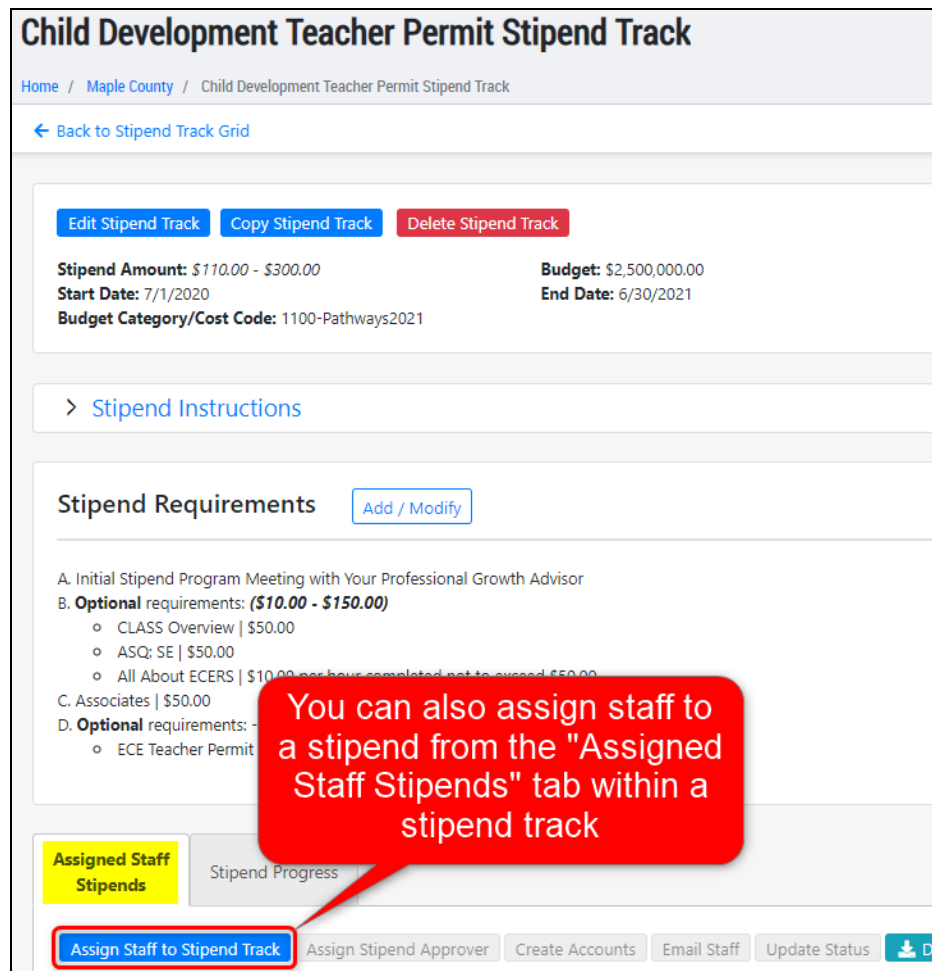 Child Development Teacher Permit Stipend Track
Home / Maple County / Child Development Teacher Permit Stipend Track
← Back to Stipend Track Grid
Edit Stipend Track Copy Stipend Track Delete Stipend Track
Stipend Amount: $110.00 - $300.00 Budget: $2,500,000.00
Start Date: 7/1/2020 End Date: 6/30/2021
Budget Category/Cost Code: 1100-Pathways2021
> Stipend Instructions
Stipend Requirements Add / Modify
A. Initial Stipend Program Meeting with Your Professional Growth Advisor
B. Optional requirements: ($10.00 - $150.00)
CLASS Overview | $50.00
ASQ: SE | $50.00
All About ECERS | $10.00 per hour completed not to exceed $50.00
C. Associates | $50.00
D. Optional requirements: -
ECE Teacher Permit
You can also assign staff to
a stipend from the "Assigned
Staff Stipends" tab within a
stipend track
Assigned Staff
Stipends
Stipend Progress
Assign Staff to Stipend Track Assign Stipend Approver Create Accounts Email Staff Update Status D